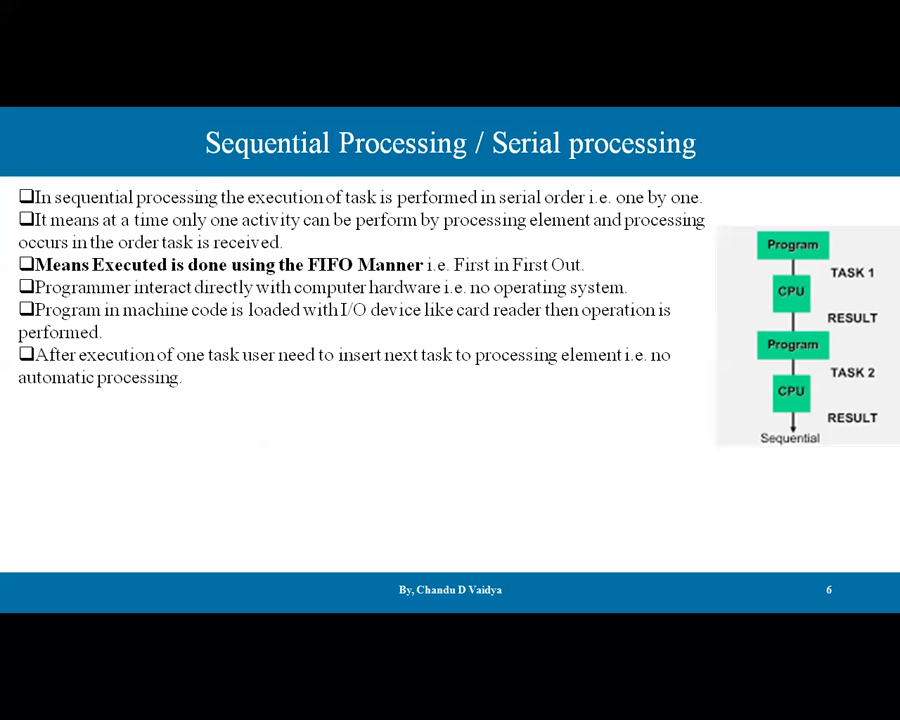 Sequential Processing / Serial processing
❑In sequential processing the execution of task is performed in serial order i.e. one by one.
❑It means at a time only one activity can be perform by processing element and processing
occurs in the order task is received.
❑Means Executed is done using the FIFO Manner i.e. First in First Out.
❑Programmer interact directly with computer hardware i.e. no operating system.
❑Program in machine code is loaded with I/O device like card reader then operation is
performed.
❑After execution of one task user need to insert next task to processing element i.e. no
automatic processing.
Program
TASK 1
CPU
RESULT
Program
TASK 2
CPU
RESULT
Sequential
By, Chandu D Vaidya
6